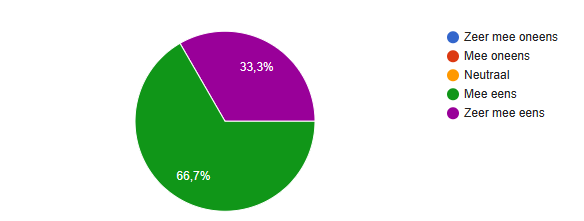 33,3%
66,7%
Zeer mee oneens
Mee oneens
Neutraal
Mee eens
Zeer mee eens